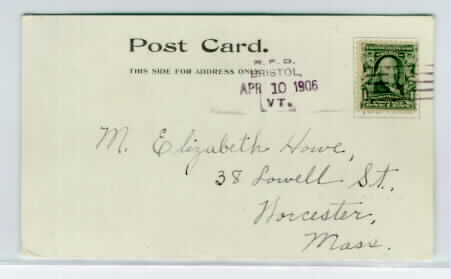 Post Card.
THIS SIDE FOR ADDRESS ONLY
R. F. D.
BRISTOL
APR 10 1906
VT.
M. Elizabeth Howe,
38 Lowell St.
Worcester,
Mass.